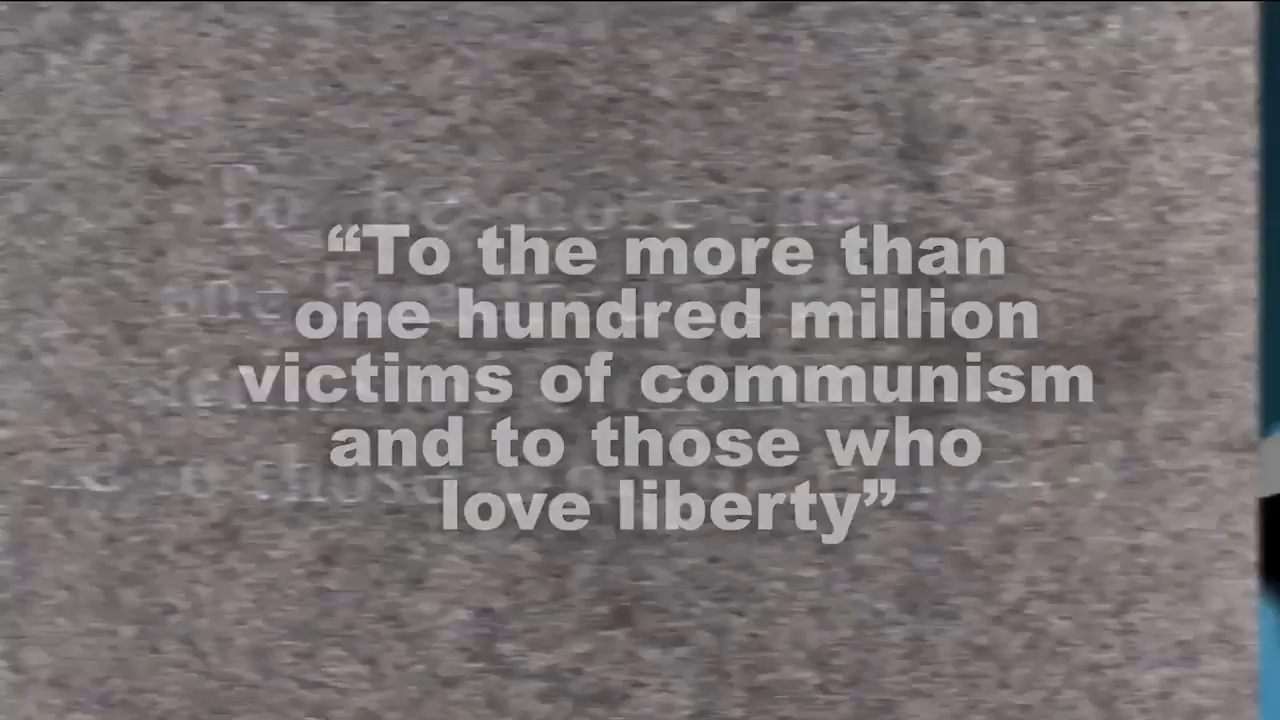 “To the more than
one hundred million
victims of communism
and to those who
love liberty”